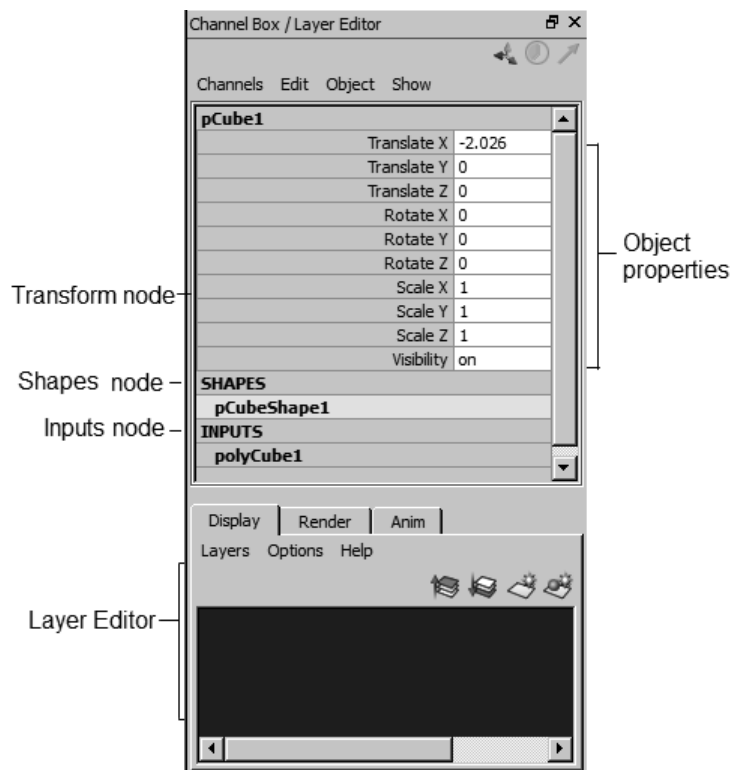 Channel Box / Layer Editor
Channels Edit Object Show
pCube1
Translate X -2.026
Translate Y 0
Translate Z 0
Rotate X 0
Rotate Y 0
Rotate Z 0
Scale X 1
Scale Y 1
Scale Z 1
Visibility on
SHAPES
pCubeShape1
INPUTS
polyCube1
Object
properties
Transform node
Shapes node
Inputs node
Display Render Anim
Layers Options Help
Layer Editor